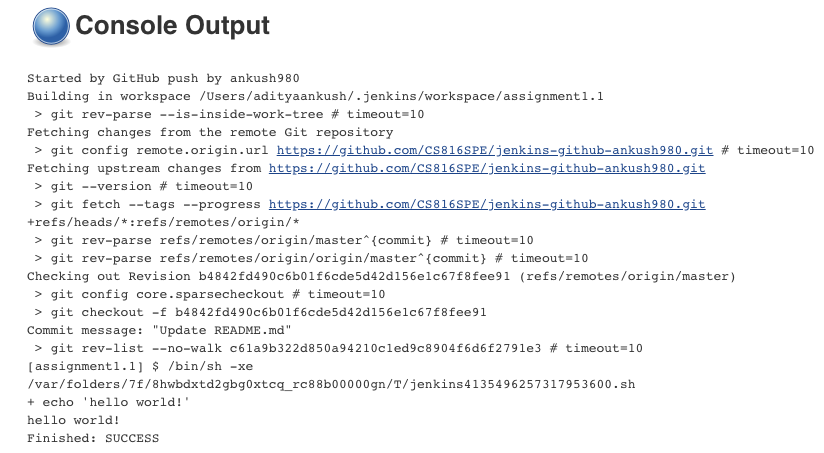 Console Output
Started by GitHub push by ankush980
Building in workspace /Users/adityaankush/.jenkins/workspace/assignment1.1
 > git rev-parse --is-inside-work-tree # timeout=10
Fetching changes from the remote Git repository
 > git config remote.origin.url https://github.com/CS816SPE/jenkins-github-ankush980.git # timeout=10
Fetching upstream changes from https://github.com/CS816SPE/jenkins-github-ankush980.git
 > git --version # timeout=10
 > git fetch --tags --progress https://github.com/CS816SPE/jenkins-github-ankush980.git
+refs/heads/*:refs/remotes/origin/*
 > git rev-parse refs/remotes/origin/master^{commit} # timeout=10
 > git rev-parse refs/remotes/origin/origin/master^{commit} # timeout=10
Checking out Revision b4842fd490c6b01f6cde5d42d156e1c67f8fee91 (refs/remotes/origin/master)
 > git config core.sparsecheckout # timeout=10
 > git checkout -f b4842fd490c6b01f6cde5d42d156e1c67f8fee91
Commit message: "Update README.md"
 > git rev-list --no-walk c61a9b322d850a94210c1ed9c8904f6d6f2791e3 # timeout=10
[assignment1.1] $ /bin/sh -xe
/var/folders/7f/8hwbdxtd2gbg0xtcq_rc88b00000gn/T/jenkins4135496257317953600.sh
+ echo 'hello world!'
hello world!
Finished: SUCCESS